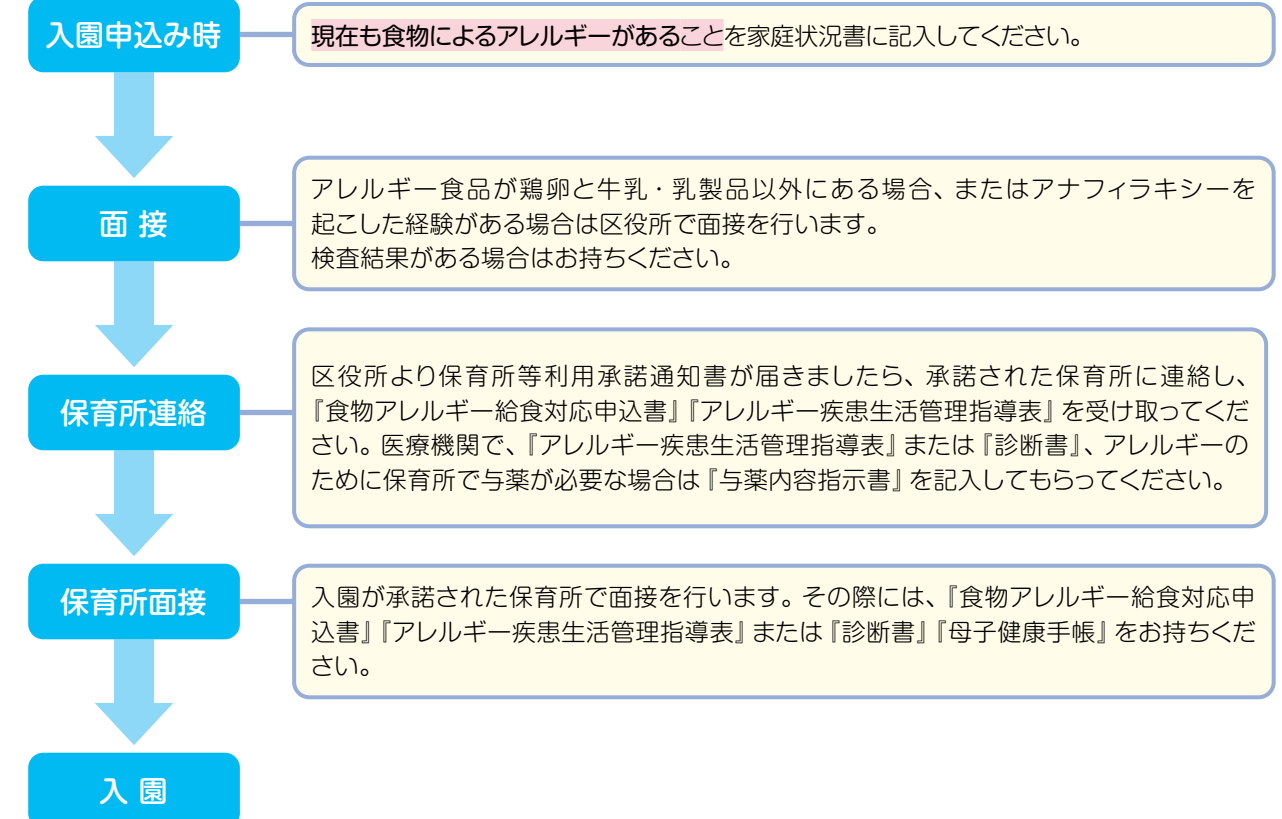 入園申込み時
現在も食物によるアレルギーがあることを家庭状況書に記入してください。
面 接
アレルギー食品が鶏卵と牛乳・乳製品以外にある場合、またはアナフィラキシーを
起こした経験がある場合は区役所で面接を行います。
検査結果がある場合はお持ちください。
保育所連絡
区役所より保育所等利用承諾通知書が届きましたら、承諾された保育所に連絡し、
『食物アレルギー給食対応申込書』『アレルギー疾患生活管理指導表』を受け取ってくだ
さい。医療機関で、『アレルギー疾患生活管理指導表』または『診断書』、アレルギーの
ために保育所で与薬が必要な場合は『与薬内容指示書』を記入してもらってください。
保育所面接
入園が承諾された保育所で面接を行います。その際には、『食物アレルギー給食対応申
込書』『アレルギー疾患生活管理指導表』または『診断書』『母子健康手帳』をお持ちくだ
さい。
入 園